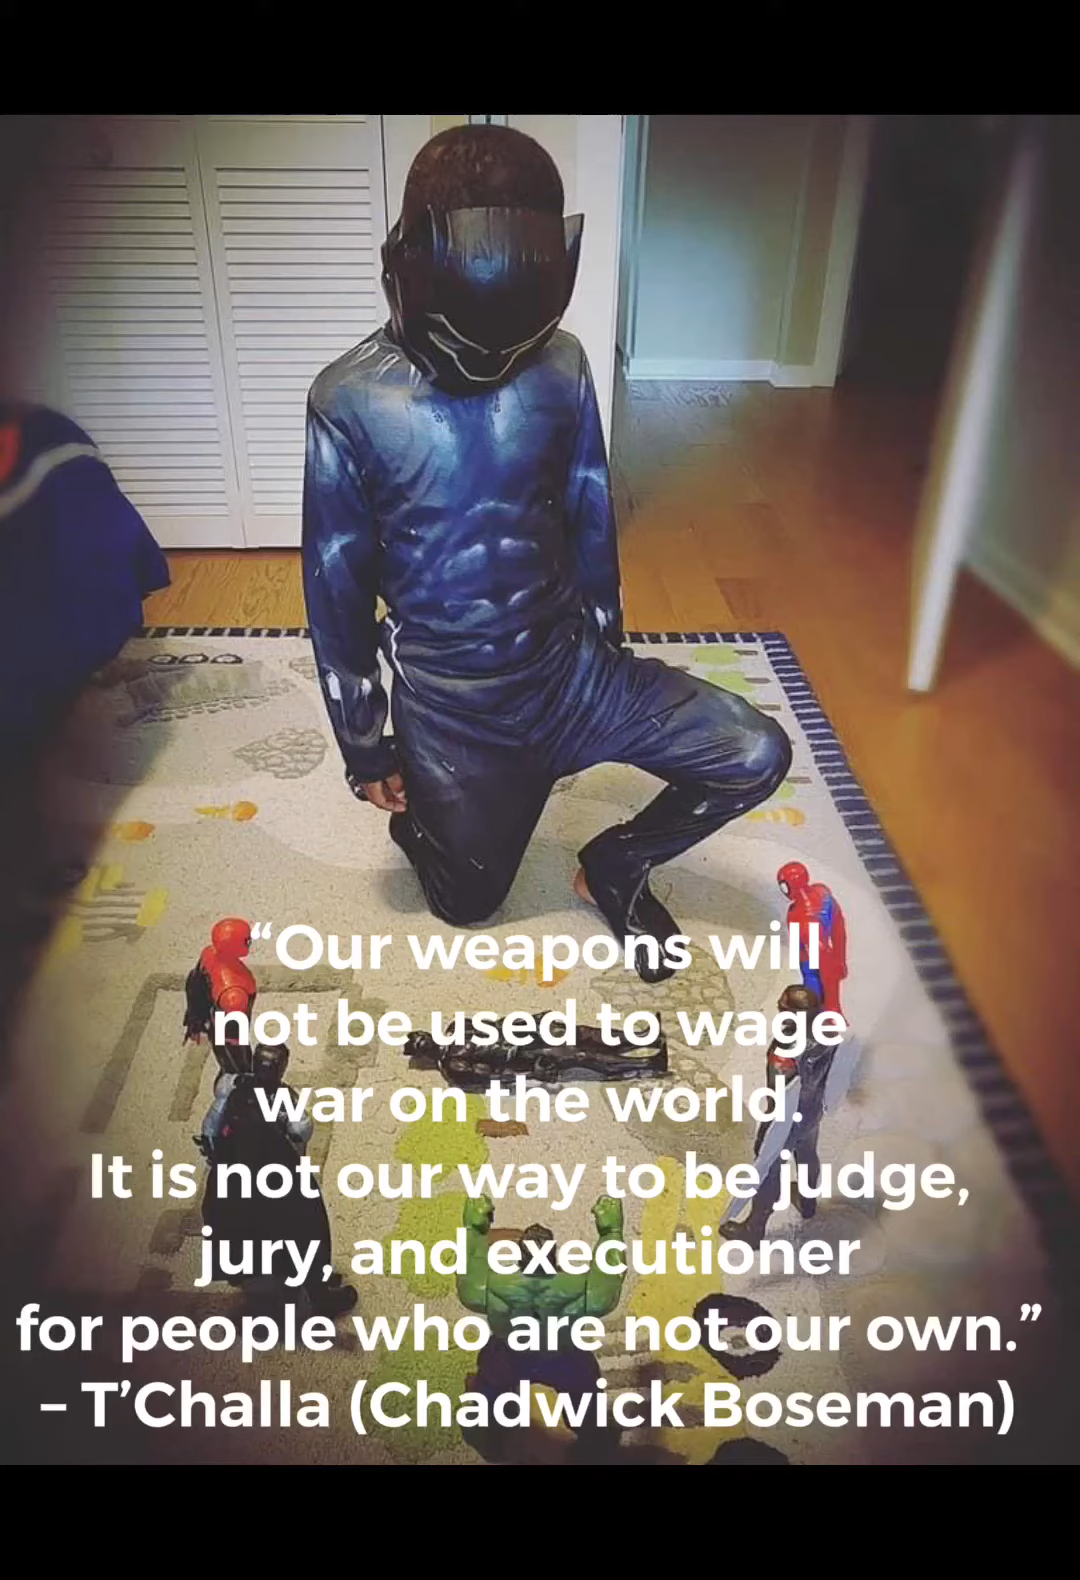 “Our weapons will
not be used to wage
war on the world.
It is not our way to be judge,
jury, and executioner
for people who are not our own.”
– T’Challa (Chadwick Boseman)